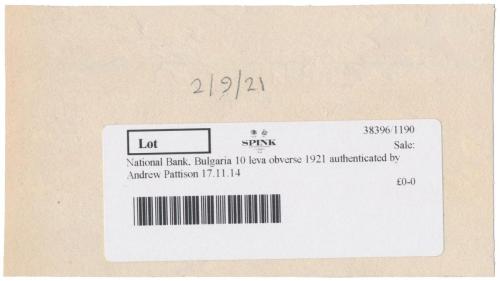 2/9/21
Lot
SPINK
38396/1190
Sale:
National Bank, Bulgaria 10 leva obverse 1921 authenticated by
Andrew Pattison 17.11.14
£0-0